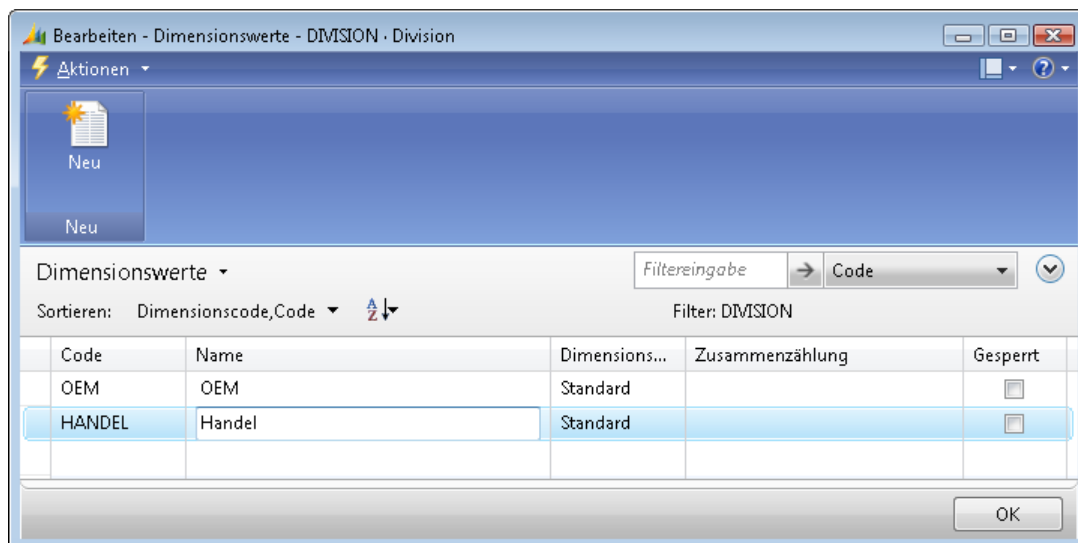 Bearbeiten - Dimensionswerte - DIVISION · Division
Aktionen
Neu
Neu
Dimensionswerte
Filtereingabe
Code
Sortieren: Dimensionscode,Code
Filter: DIVISION
Code Name Dimensions... Zusammenzählung Gesperrt
OEM OEM Standard
HANDEL Handel Standard
OK